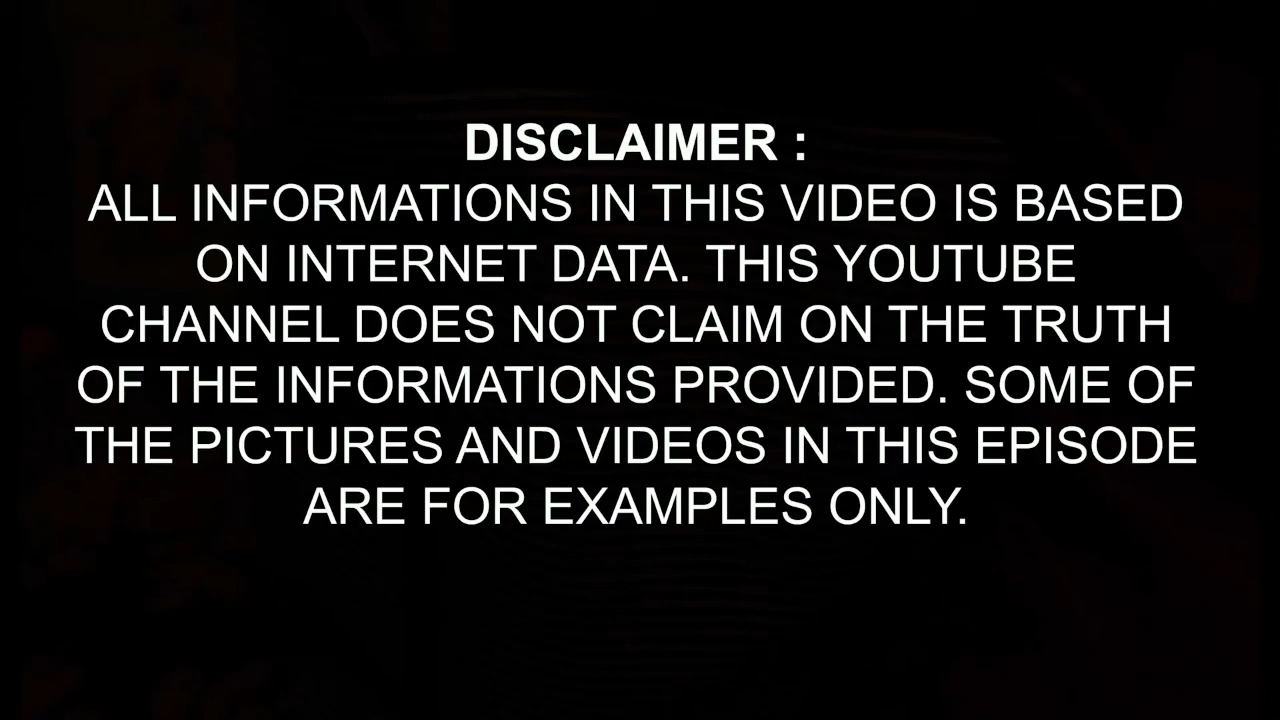 DISCLAIMER :
ALL INFORMATIONS IN THIS VIDEO IS BASED
ON INTERNET DATA. THIS YOUTUBE
CHANNEL DOES NOT CLAIM ON THE TRUTH
OF THE INFORMATIONS PROVIDED. SOME OF
THE PICTURES AND VIDEOS IN THIS EPISODE
ARE FOR EXAMPLES ONLY.